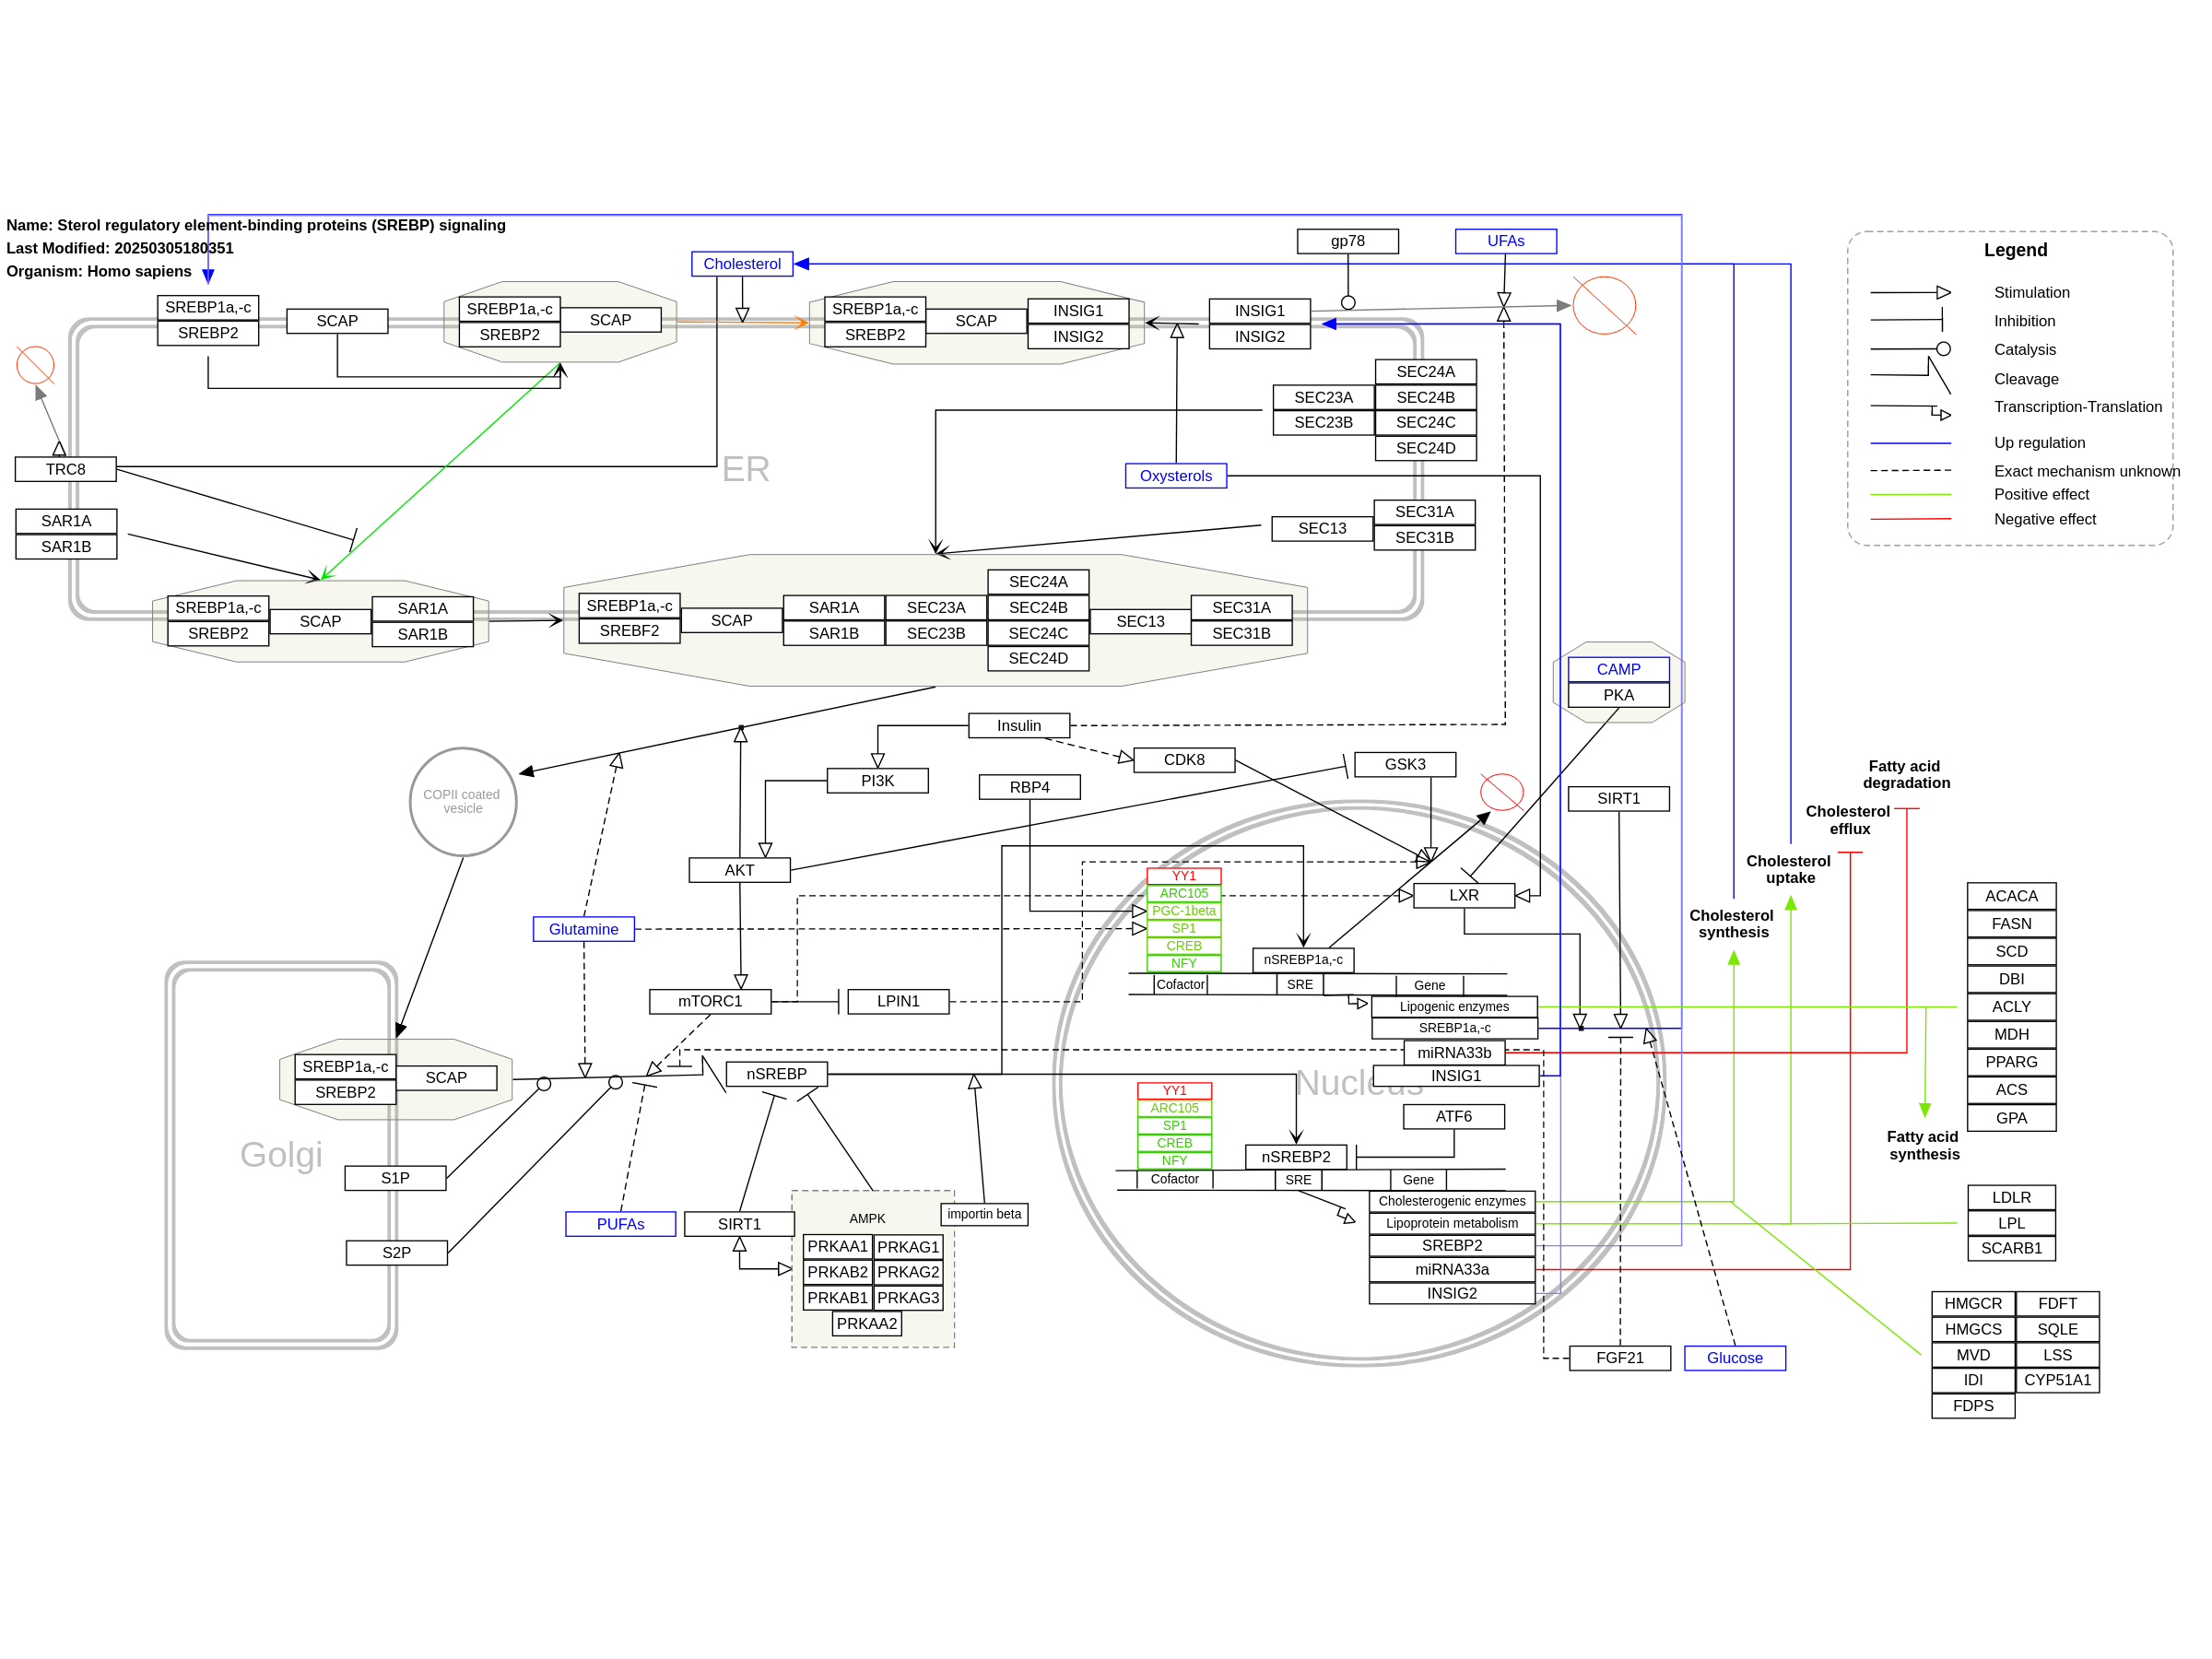 Name: Sterol regulatory element-binding proteins (SREBP) signaling
Last Modified: 20250305180351
Organism: Homo sapiens
Cholesterol
gp78
UFAs
Legend
Stimulation
Inhibition
Catalysis
Cleavage
Transcription-Translation
Up regulation
Exact mechanism unknown
Positive effect
Negative effect
SREBP1a,-c
SREBP2
SCAP
SREBP1a,-c
SREBP2
SCAP
SREBP1a,-c
SREBP2
SCAP
INSIG1
INSIG2
INSIG1
INSIG2
SEC24A
SEC23A
SEC24B
SEC23B
SEC24C
SEC24D
TRC8
ER
Oxysterols
SAR1A
SAR1B
SEC31A
SEC13
SEC31B
SREBP1a,-c
SREBP2
SCAP
SAR1A
SAR1B
SREBP1a,-c
SREBF2
SCAP
SAR1A
SAR1B
SEC23A
SEC23B
SEC24A
SEC24B
SEC24C
SEC24D
SEC13
SEC31A
SEC31B
CAMP
PKA
Insulin
CDK8
GSK3
PI3K
RBP4
SIRT1
COPII coated
vesicle
Fatty acid
degradation
Cholesterol
efflux
Cholesterol
uptake
Cholesterol
synthesis
AKT
YY1
ARC105
PGC-1beta
SP1
CREB
NFY
LXR
Glutamine
nSREBP1a,-c
Cofactor
SRE
Gene
mTORC1
LPIN1
Lipogenic enzymes
SREBP1a,-c
miRNA33b
INSIG1
ACACA
FASN
SCD
DBI
ACLY
MDH
PPARG
ACS
GPA
SREBP1a,-c
SREBP2
SCAP
nSREBP
Nucleus
YY1
ARC105
SP1
CREB
NFY
ATF6
nSREBP2
Cofactor
SRE
Gene
Fatty acid
synthesis
Golgi
S1P
S2P
PUFAs
SIRT1
AMPK
importin beta
PRKAA1
PRKAG1
PRKAB2
PRKAG2
PRKAB1
PRKAG3
PRKAA2
Cholesterogenic enzymes
Lipoprotein metabolism
SREBP2
miRNA33a
INSIG2
LDLR
LPL
SCARB1
FGF21
Glucose
HMGCR
FDFT
HMGCS
SQLE
MVD
LSS
IDI
CYP51A1
FDPS